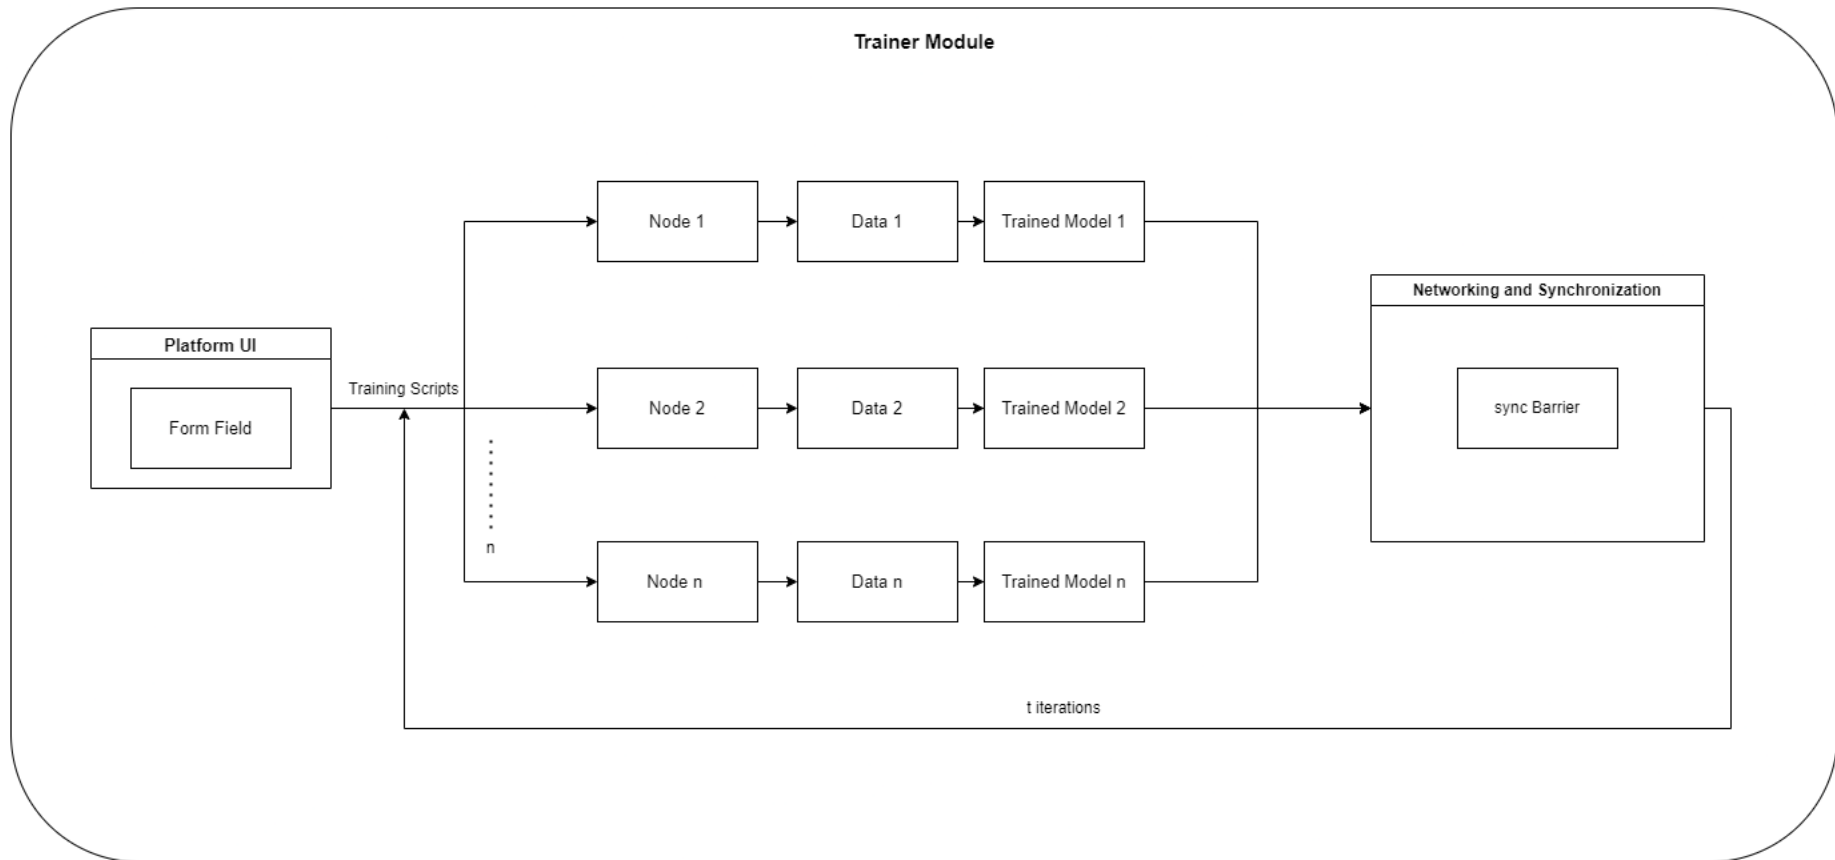 Trainer Module
Node 1
Data 1
Trained Model 1
Networking and Synchronization
Platform UI
Training Scripts
Form Field
Node 2
Data 2
Trained Model 2
sync Barrier
n
Node n
Data n
Trained Model n
t iterations